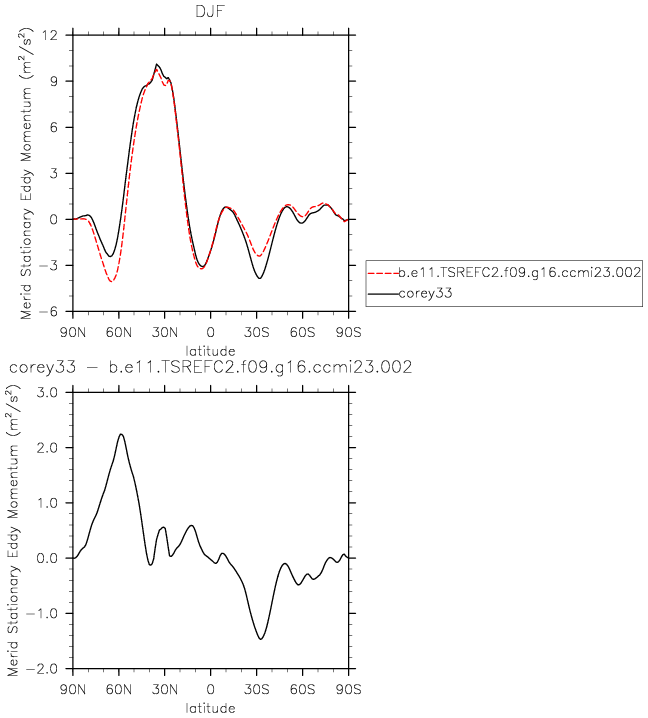 DJF
Merid Stationary Eddy Momentum (m²/s²)
12
9
6
3
0
−3
−6
90N 60N 30N 0 30S 60S 90S
latitude
b.e11.TSREFC2.f09.g16.ccmi23.002
corey33
corey33 − b.e11.TSREFC2.f09.g16.ccmi23.002
Merid Stationary Eddy Momentum (m²/s²)
3.0
2.0
1.0
0.0
−1.0
−2.0
90N 60N 30N 0 30S 60S 90S
latitude